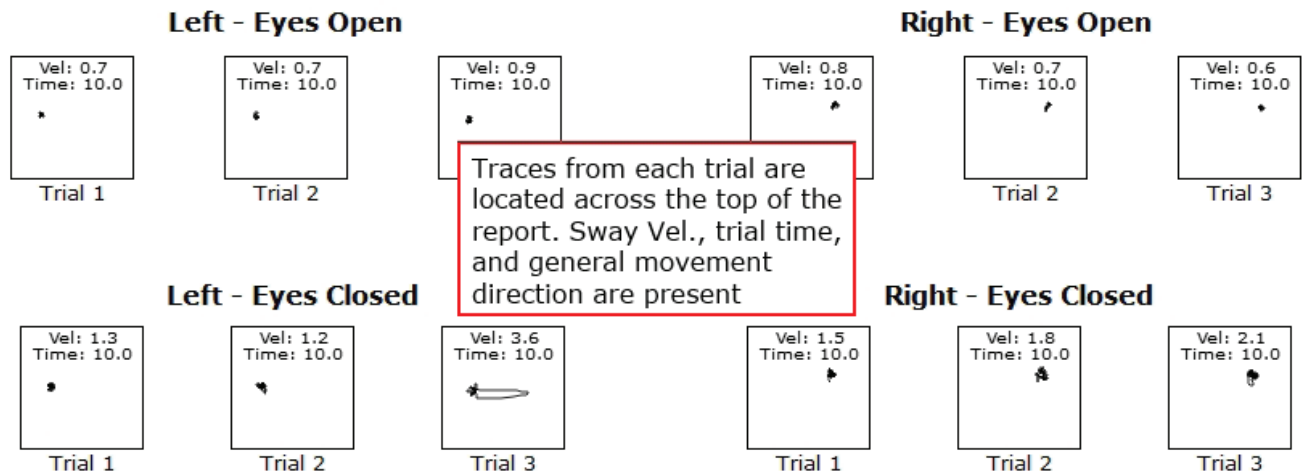 Left - Eyes Open
Right - Eyes Open
Vel: 0.7
Time: 10.0
Vel: 0.7
Time: 10.0
Vel: 0.9
Time: 10.0
Vel: 0.8
Time: 10.0
Vel: 0.7
Time: 10.0
Vel: 0.6
Time: 10.0
Trial 1
Trial 2
Trial 2
Trial 3
Traces from each trial are
located across the top of the
report. Sway Vel., trial time,
and general movement
direction are present
Left - Eyes Closed
Right - Eyes Closed
Vel: 1.3
Time: 10.0
Vel: 1.2
Time: 10.0
Vel: 3.6
Time: 10.0
Vel: 1.5
Time: 10.0
Vel: 1.8
Time: 10.0
Vel: 2.1
Time: 10.0
Trial 1
Trial 2
Trial 3
Trial 1
Trial 2
Trial 3